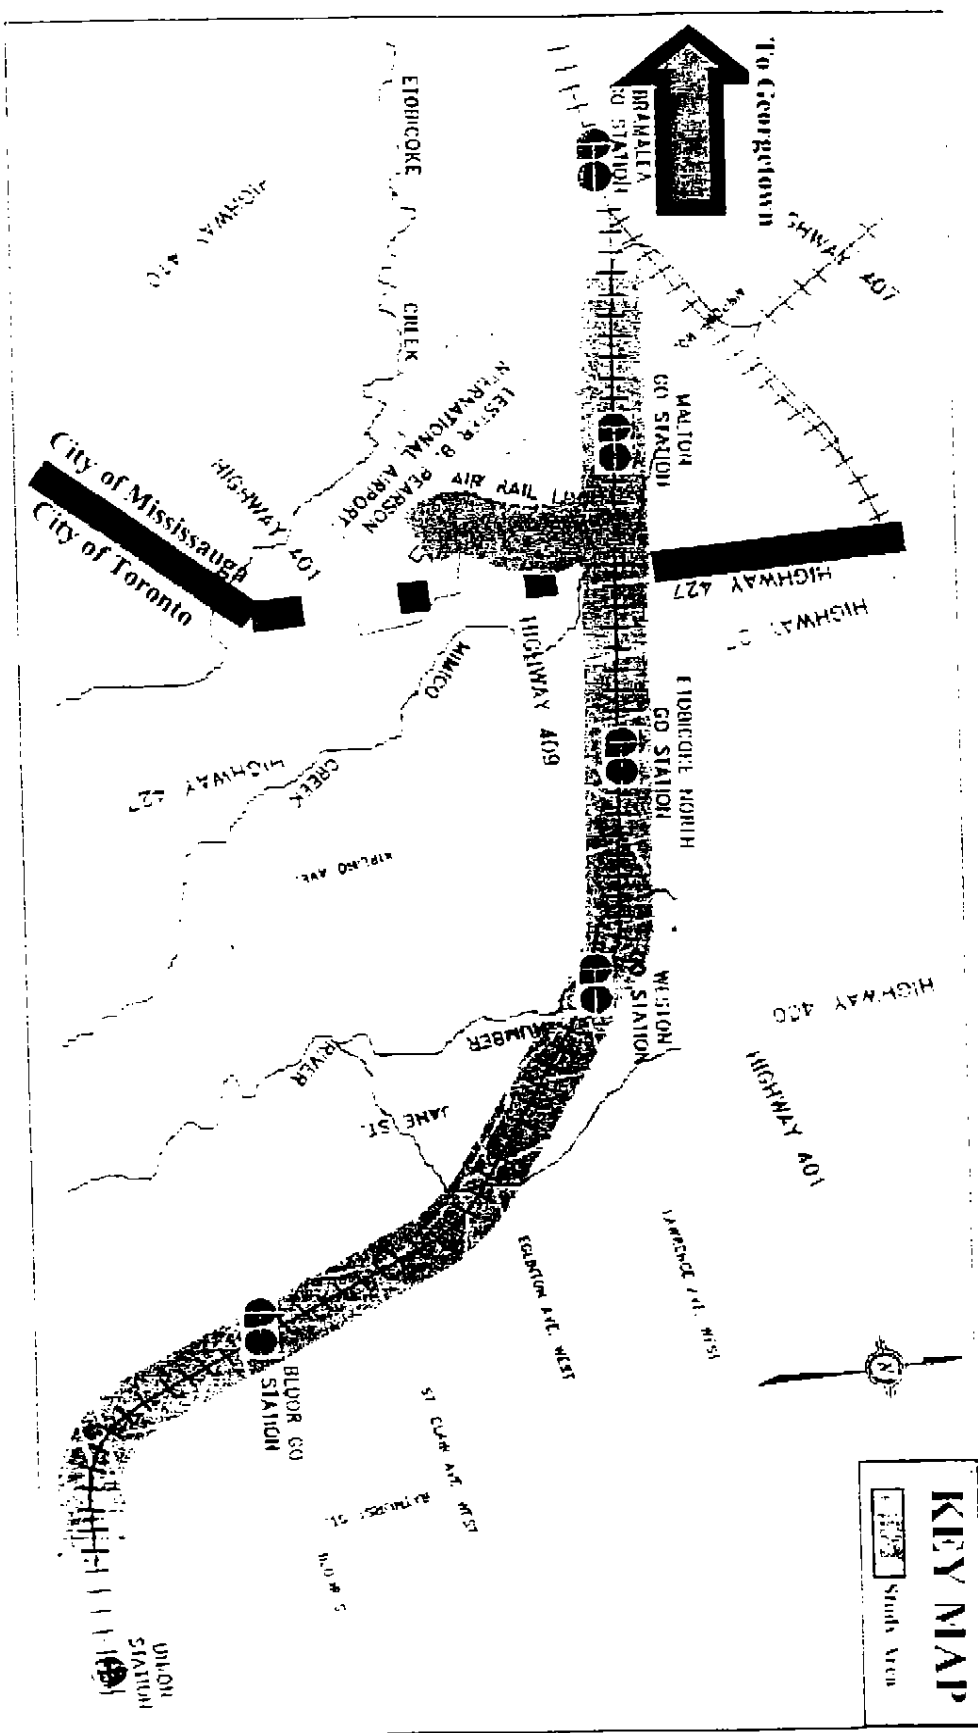 KEY MAP
Study Area
To Georgetown
BRAMALEA
GO STATION
MALTON
GO STATION
ETOBICOKE NORTH
GO STATION
WESTON
GO STATION
BLOOR GO
STATION
UNION
STATION
HIGHWAY 407
HIGHWAY 427
HIGHWAY 27
HIGHWAY 400
HIGHWAY 401
LAWRENCE AVE. WEST
EGLINTON AVE. WEST
ST CLAIR AVE. WEST
BATHURST ST.
ETOBICOKE
CREEK
HIGHWAY 410
LESTER B. PEARSON
INTERNATIONAL AIRPORT
AIR RAIL
HIGHWAY 401
City of Mississauga
City of Toronto
HIGHWAY 409
MIMICO
CREEK
HIGHWAY 427
KIPLING AVE.
HUMBER
RIVER
JANE ST.
N